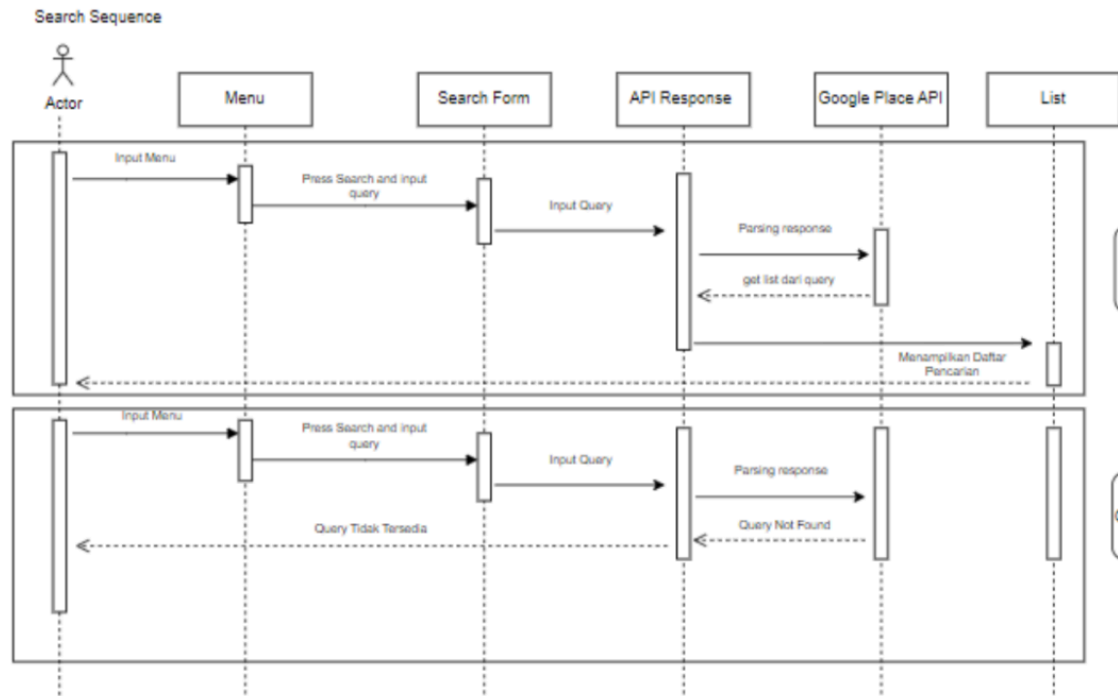 Search Sequence
Actor
Menu
Search Form
API Response
Google Place API
List
Input Menu
Press Search and input
query
Input Query
Parsing response
get list dari query
Menampilkan Daftar
Pencarian
Input Menu
Press Search and input
query
Input Query
Parsing response
Query Not Found
Query Tidak Tersedia